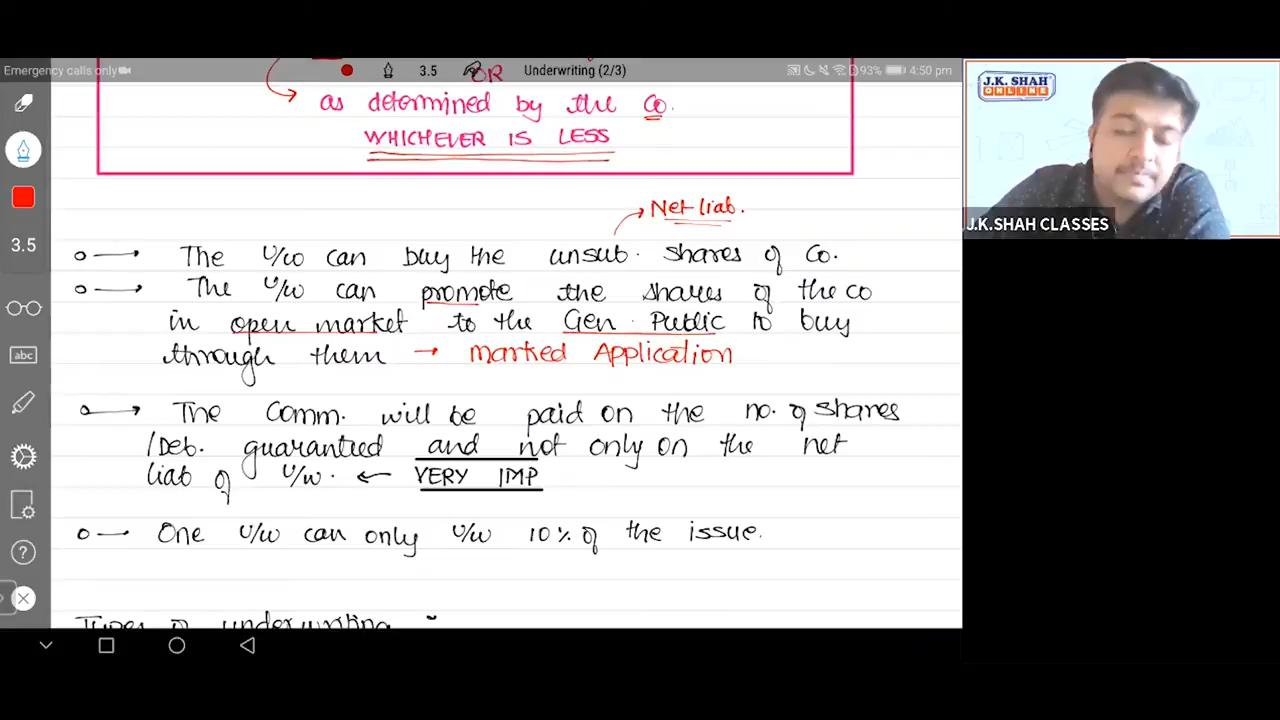 Emergency calls only
3.5
OR
Underwriting (2/3)
93%
4:50 pm
as determined by the Co.
WHICHEVER IS LESS
J.K. SHAH
ONLINE
J.K.SHAH CLASSES
3.5
abc
Net liab.
The U/w can buy the unsub. shares of Co.
The U/w can promote the shares of the co
in open market to the Gen. Public to buy
through them → marked Application
The Comm. will be paid on the no. of shares
/Deb. guarantied and not only on the net
liab of U/w. ← VERY IMP
One U/w can only U/w 10% of the issue.
Types of underwriting